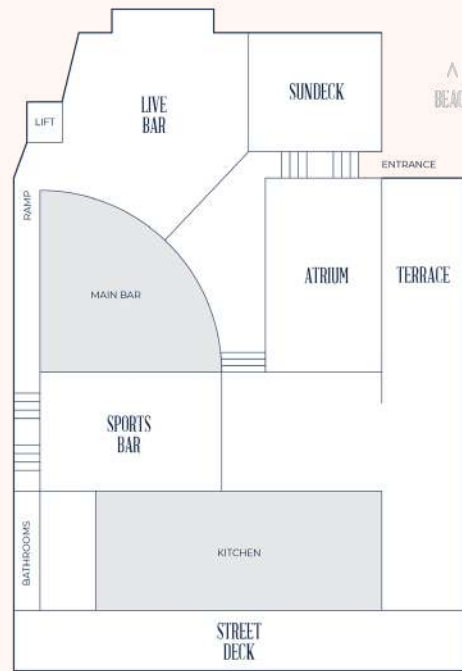 SUNDECK
LIVE
BAR
LIFT
ENTRANCE
RAMP
ATRIUM
TERRACE
MAIN BAR
SPORTS
BAR
BATHROOMS
KITCHEN
STREET
DECK